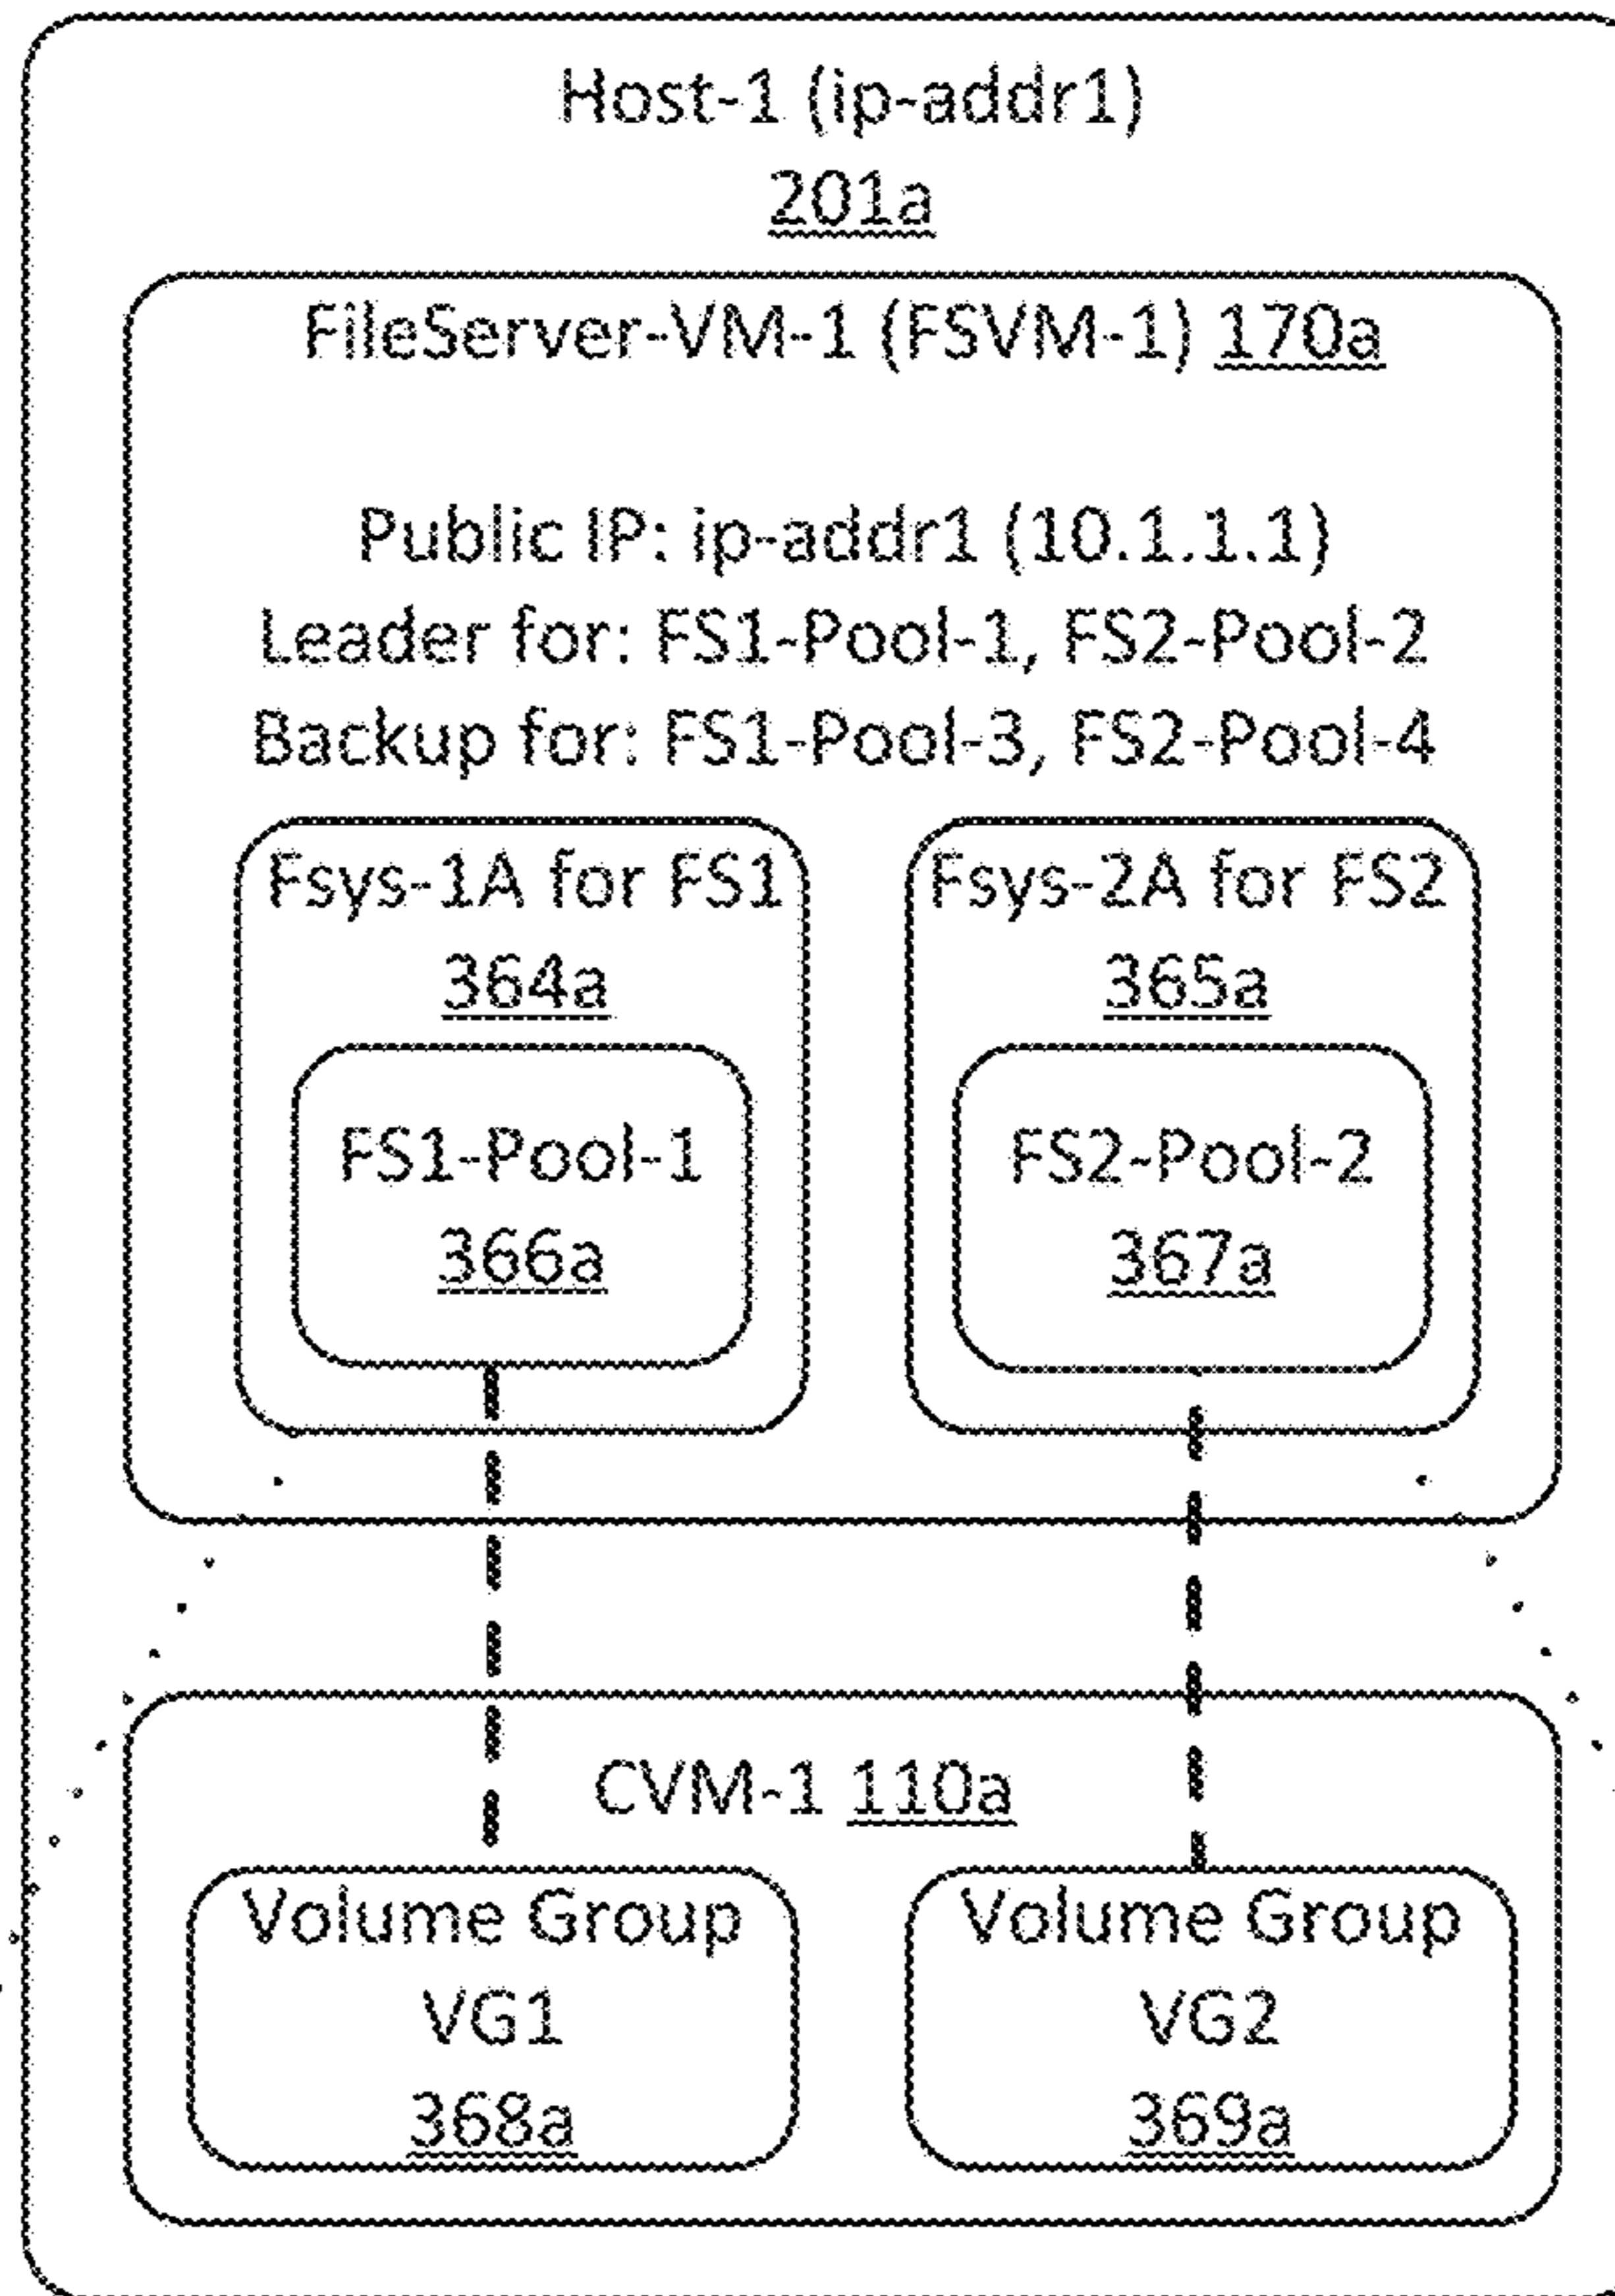 Host-1 (ip-addr1)
201a
FileServer-VM-1 (FSVM-1) 170a
Public IP: ip-addr1 (10.1.1.1)
Leader for: FS1-Pool-1, FS2-Pool-2
Backup for: FS1-Pool-3, FS2-Pool-4
Fsys-1A for FS1
364a
FS1-Pool-1
366a
Fsys-2A for FS2
365a
FS2-Pool-2
367a
CVM-1 110a
Volume Group
VG1
368a
Volume Group
VG2
369a